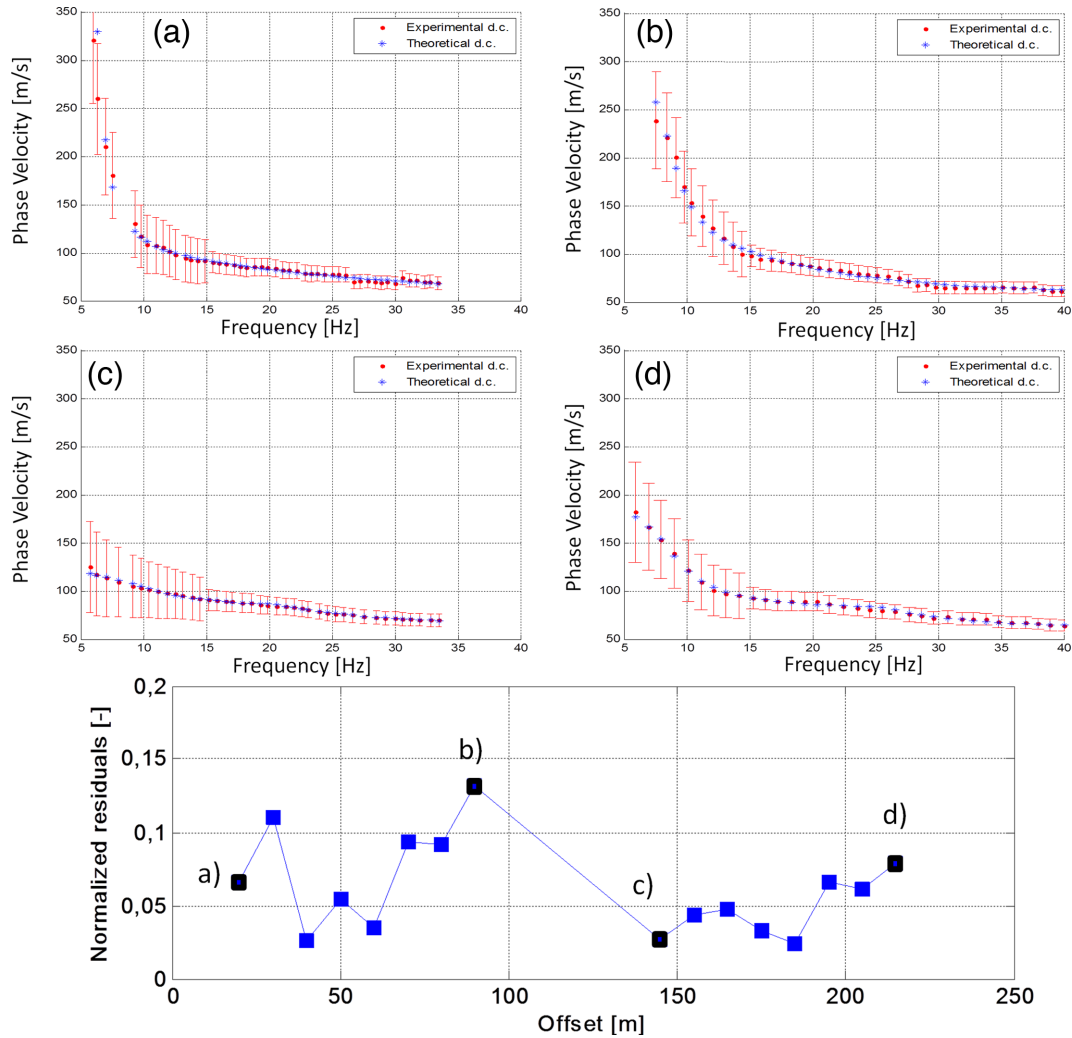 (a)
Experimental d.c.
Theoretical d.c.
350
300
250
200
150
100
50
5 10 15 20 25 30 35 40
Phase Velocity [m/s]
Frequency [Hz]
(b)
Experimental d.c.
Theoretical d.c.
350
300
250
200
150
100
50
5 10 15 20 25 30 35 40
Phase Velocity [m/s]
Frequency [Hz]
(c)
Experimental d.c.
Theoretical d.c.
350
300
250
200
150
100
50
5 10 15 20 25 30 35 40
Phase Velocity [m/s]
Frequency [Hz]
(d)
Experimental d.c.
Theoretical d.c.
350
300
250
200
150
100
50
5 10 15 20 25 30 35 40
Phase Velocity [m/s]
Frequency [Hz]
0,2
0,15
0,1
0,05
0
Normalized residuals [-]
a)
b)
c)
d)
0 50 100 150 200 250
Offset [m]